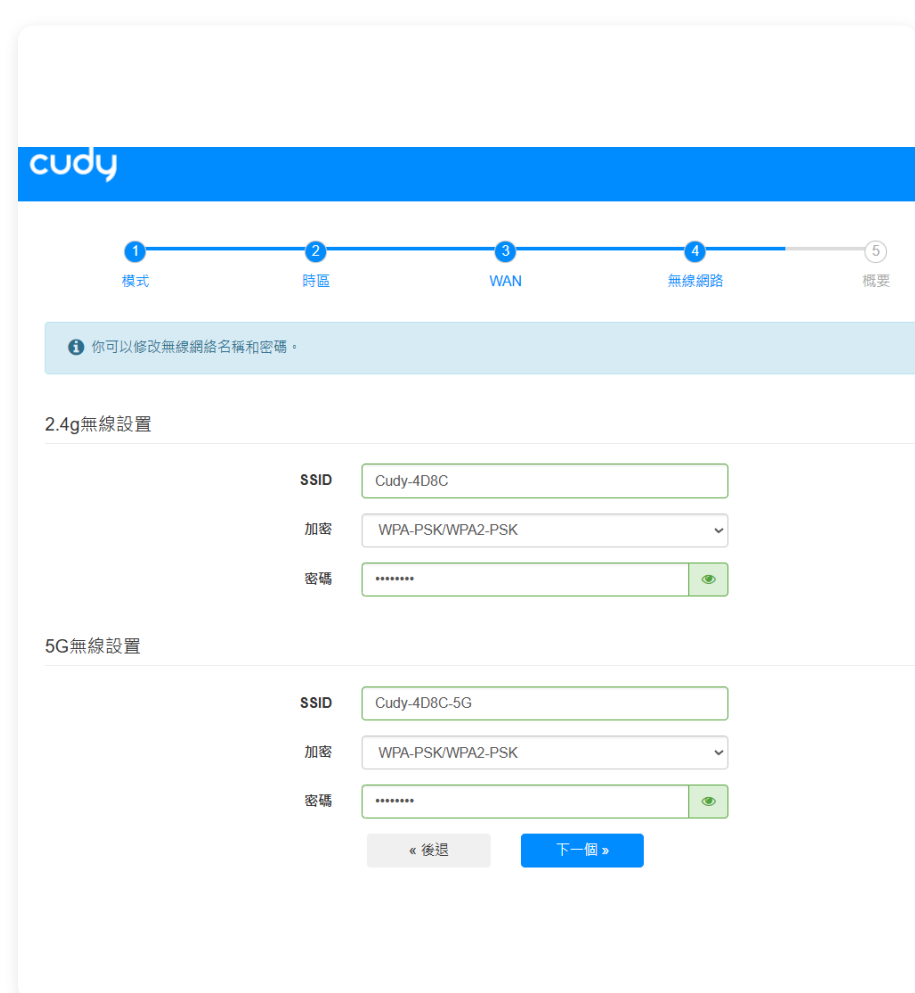 cudy
1 2 3 4 5
模式 時區 WAN 無線網路 概要
你可以修改無線網絡名稱和密碼。
2.4g無線設置
SSID Cudy-4D8C
加密 WPA-PSK/WPA2-PSK
密碼 ••••••••
5G無線設置
SSID Cudy-4D8C-5G
加密 WPA-PSK/WPA2-PSK
密碼 ••••••••
« 後退 下一個 »